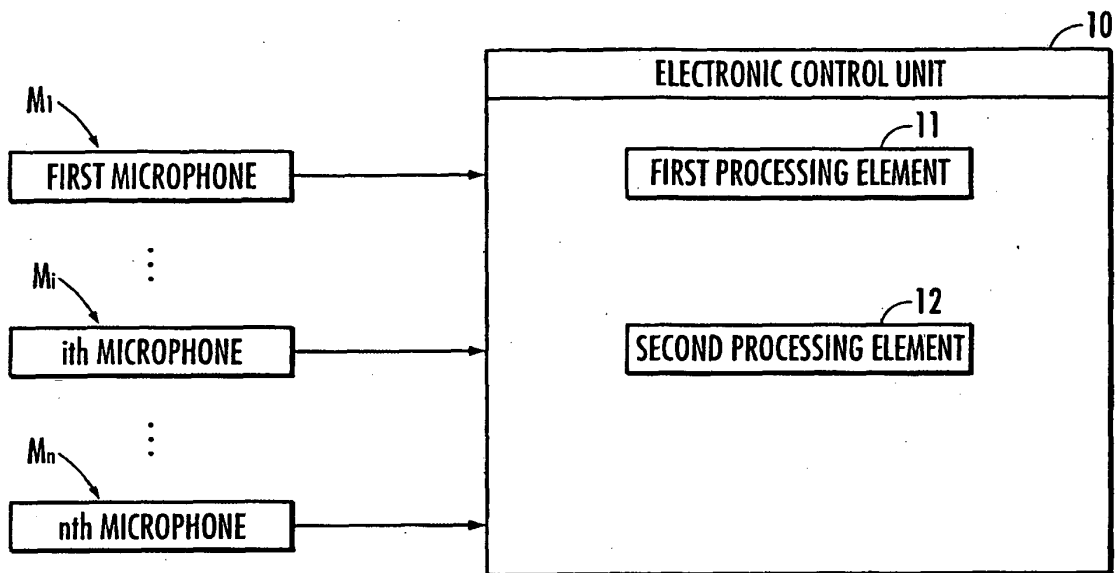 10
ELECTRONIC CONTROL UNIT
M1
11
FIRST MICROPHONE
FIRST PROCESSING ELEMENT
Mi
12
ith MICROPHONE
SECOND PROCESSING ELEMENT
Mn
nth MICROPHONE